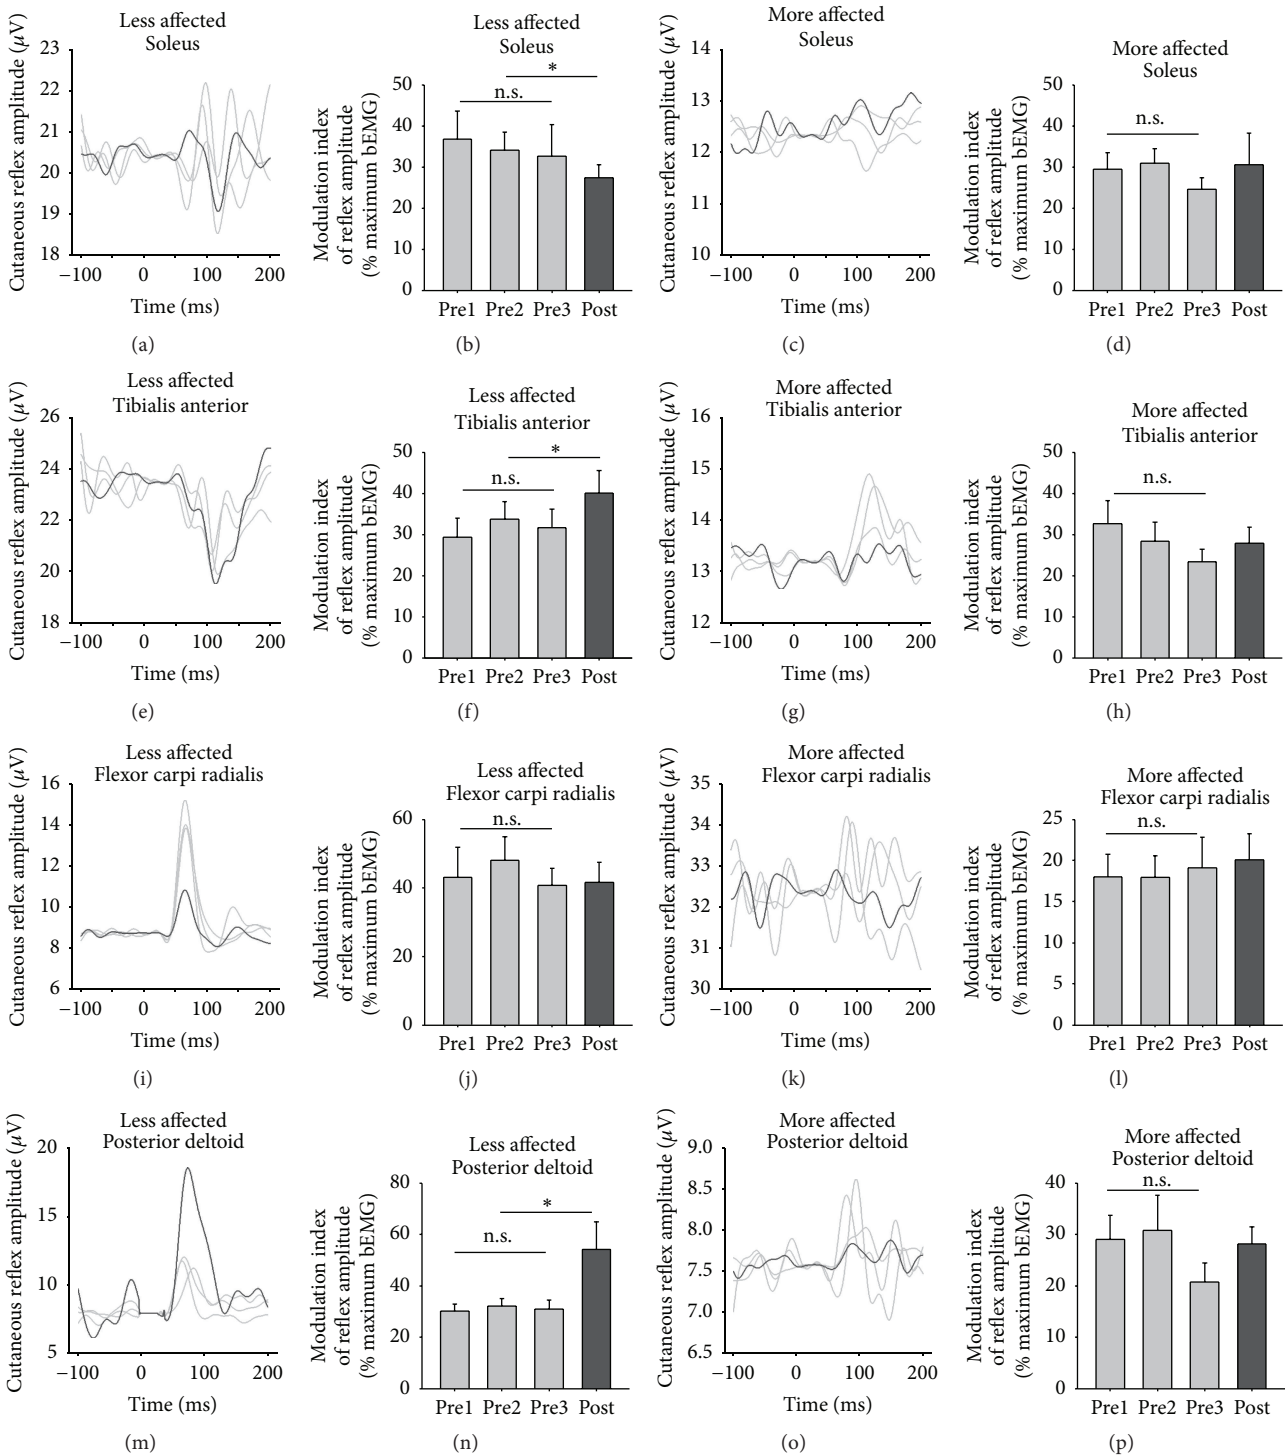 Less affected
Soleus
Cutaneous reflex amplitude (μV)
23
22
21
20
19
18
−100
0
100
200
Time (ms)
(a)
Less affected
Soleus
Modulation index
of reflex amplitude
(% maximum bEMG)
50
40
30
20
10
0
n.s.
*
Pre1 Pre2 Pre3 Post
(b)
More affected
Soleus
Cutaneous reflex amplitude (μV)
14
13
12
11
10
−100
0
100
200
Time (ms)
(c)
More affected
Soleus
Modulation index
of reflex amplitude
(% maximum bEMG)
50
40
30
20
10
0
n.s.
Pre1 Pre2 Pre3 Post
(d)
Less affected
Tibialis anterior
Cutaneous reflex amplitude (μV)
26
24
22
20
18
−100
0
100
200
Time (ms)
(e)
Less affected
Tibialis anterior
Modulation index
of reflex amplitude
(% maximum bEMG)
50
40
30
20
10
0
n.s.
*
Pre1 Pre2 Pre3 Post
(f)
More affected
Tibialis anterior
Cutaneous reflex amplitude (μV)
16
15
14
13
12
−100
0
100
200
Time (ms)
(g)
More affected
Tibialis anterior
Modulation index
of reflex amplitude
(% maximum bEMG)
50
40
30
20
10
0
n.s.
Pre1 Pre2 Pre3 Post
(h)
Less affected
Flexor carpi radialis
Cutaneous reflex amplitude (μV)
16
14
12
10
8
6
−100
0
100
200
Time (ms)
(i)
Less affected
Flexor carpi radialis
Modulation index
of reflex amplitude
(% maximum bEMG)
60
40
20
0
n.s.
Pre1 Pre2 Pre3 Post
(j)
More affected
Flexor carpi radialis
Cutaneous reflex amplitude (μV)
35
34
33
32
31
30
−100
0
100
200
Time (ms)
(k)
More affected
Flexor carpi radialis
Modulation index
of reflex amplitude
(% maximum bEMG)
25
20
15
10
5
0
n.s.
Pre1 Pre2 Pre3 Post
(l)
Less affected
Posterior deltoid
Cutaneous reflex amplitude (μV)
20
15
10
5
−100
0
100
200
Time (ms)
(m)
Less affected
Posterior deltoid
Modulation index
of reflex amplitude
(% maximum bEMG)
80
60
40
20
0
n.s.
*
Pre1 Pre2 Pre3 Post
(n)
More affected
Posterior deltoid
Cutaneous reflex amplitude (μV)
9.0
8.5
8.0
7.5
7.0
6.5
−100
0
100
200
Time (ms)
(o)
More affected
Posterior deltoid
Modulation index
of reflex amplitude
(% maximum bEMG)
40
30
20
10
0
n.s.
Pre1 Pre2 Pre3 Post
(p)